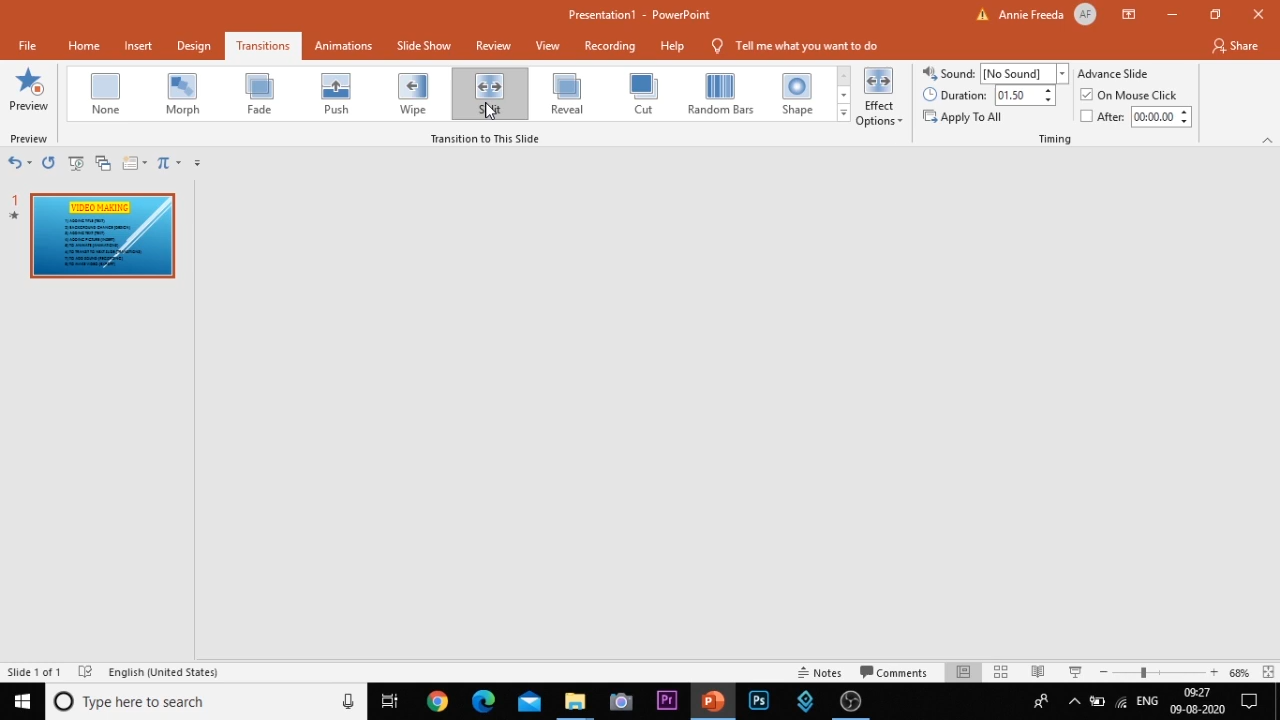 Presentation1 - PowerPoint
Annie Freeda
AF
File
Home
Insert
Design
Transitions
Animations
Slide Show
Review
View
Recording
Help
Tell me what you want to do
Share
Preview
None
Morph
Fade
Push
Wipe
Split
Reveal
Cut
Random Bars
Shape
Effect
Options
Sound: [No Sound]
Duration: 01.50
Apply To All
Advance Slide
On Mouse Click
After: 00:00.00
Preview
Transition to This Slide
Timing
1
VIDEO MAKING
Slide 1 of 1
English (United States)
Notes
Comments
68%
Type here to search
Pr
P
Ps
ENG
09:27
09-08-2020